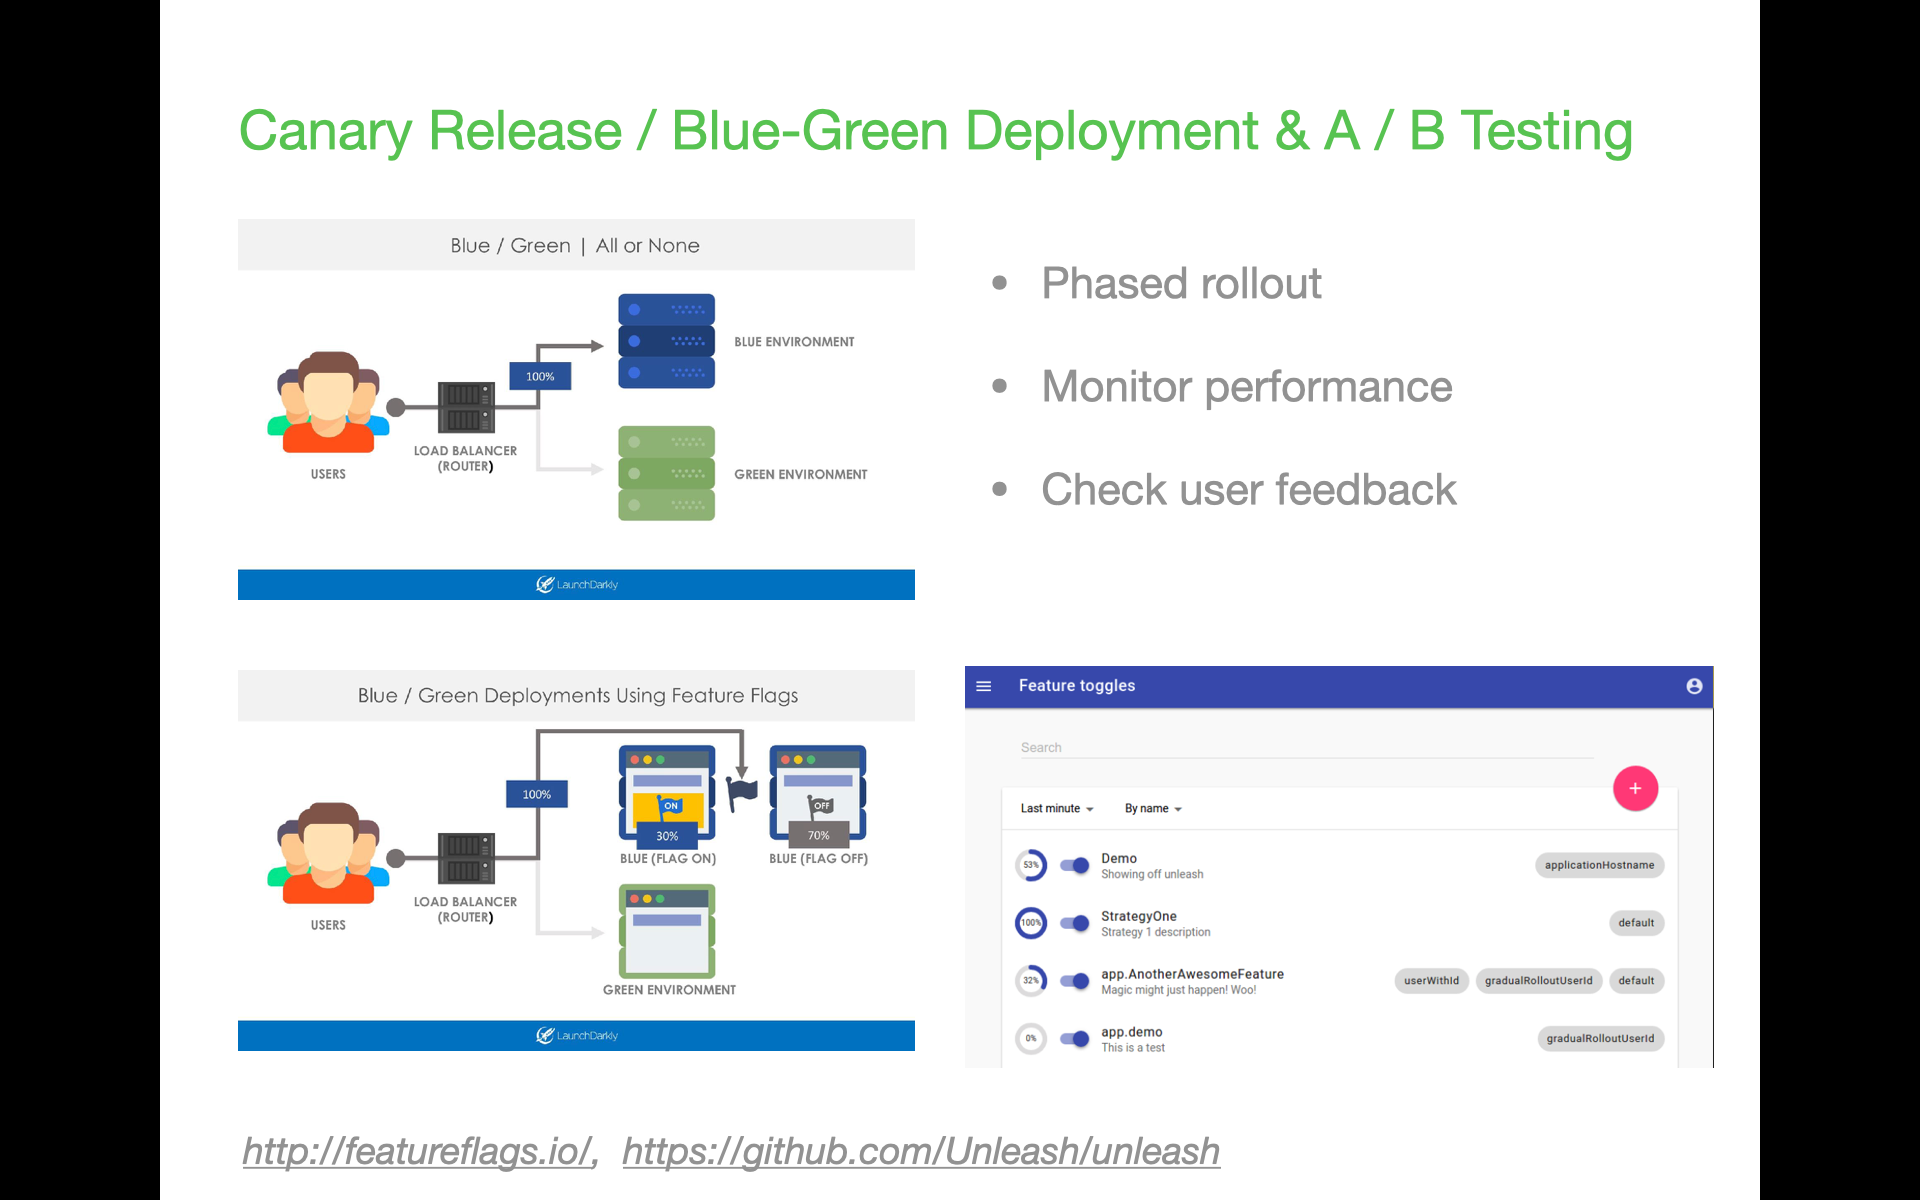 Canary Release / Blue-Green Deployment & A / B Testing
Blue / Green | All or None
100%
BLUE ENVIRONMENT
LOAD BALANCER
(ROUTER)
USERS
GREEN ENVIRONMENT
LaunchDarkly
• Phased rollout
• Monitor performance
• Check user feedback
Blue / Green Deployments Using Feature Flags
100%
ON
30%
BLUE (FLAG ON)
OFF
70%
BLUE (FLAG OFF)
LOAD BALANCER
(ROUTER)
USERS
GREEN ENVIRONMENT
LaunchDarkly
Feature toggles
Search
+
Last minute By name
53% Demo applicationHostname
Showing off unleash
100% StrategyOne default
Strategy 1 description
32% app.AnotherAwesomeFeature userWithId gradualRolloutUserId default
Magic might just happen! Woo!
0% app.demo gradualRolloutUserId
This is a test
http://featureflags.io/, https://github.com/Unleash/unleash